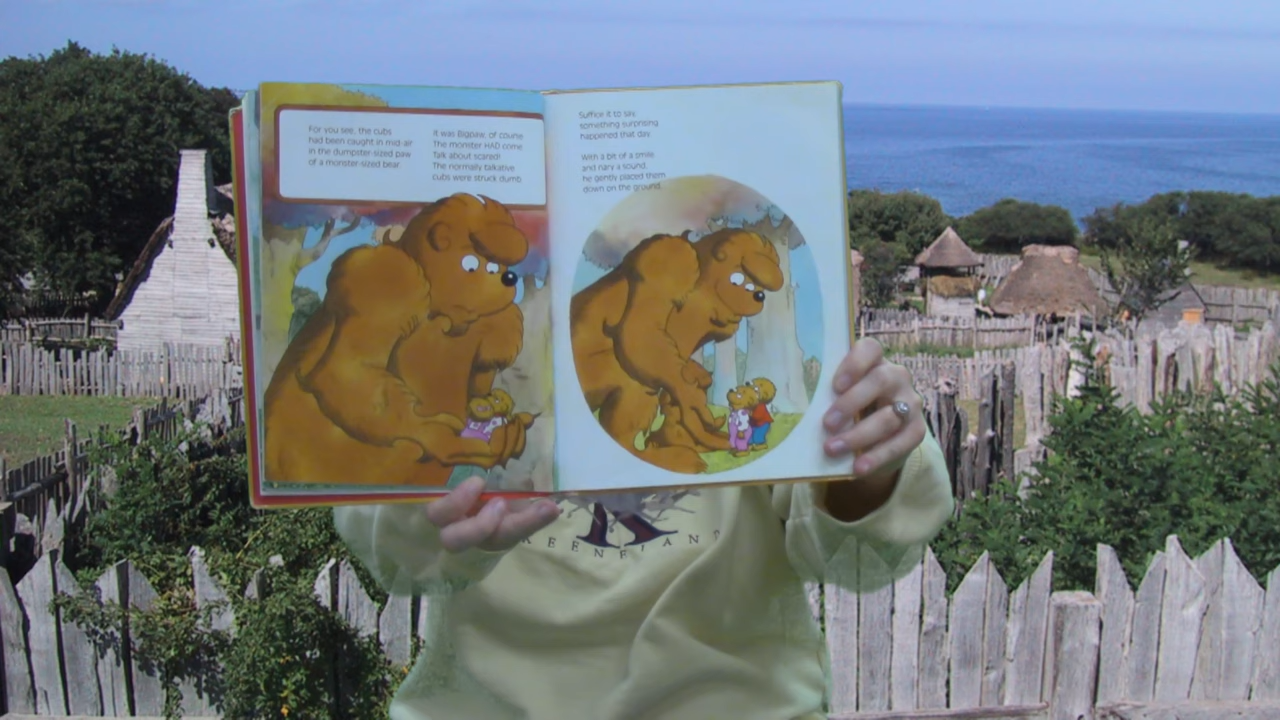 For you see, the cubs
had been caught in mid-air
in the dumpster-sized paw
of a monster-sized bear.
It was Bigpaw, of course.
The monster HAD come.
Talk about scared!
The normally talkative
cubs were struck dumb.
Suffice it to say,
something surprising
happened that day.
With a bit of a smile
and nary a sound,
he gently placed them
down on the ground.
KEENELAND